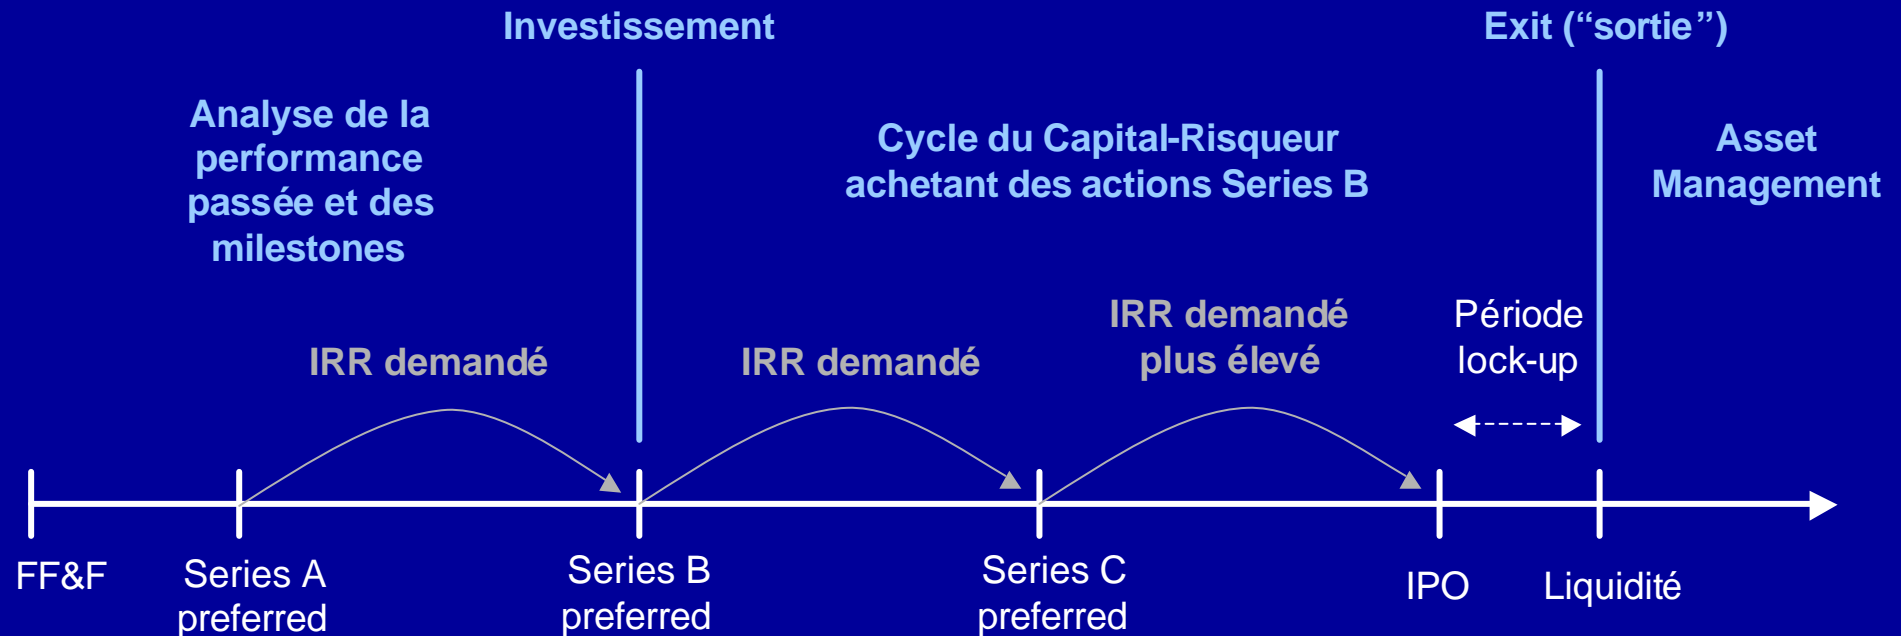 Investissement
Exit (“sortie”)
Analyse de la
performance
passée et des
milestones
Cycle du Capital-Risqueur
achetant des actions Series B
Asset
Management
IRR demandé
IRR demandé
IRR demandé
plus élevé
Période
lock-up
FF&F
Series A
preferred
Series B
preferred
Series C
preferred
IPO
Liquidité